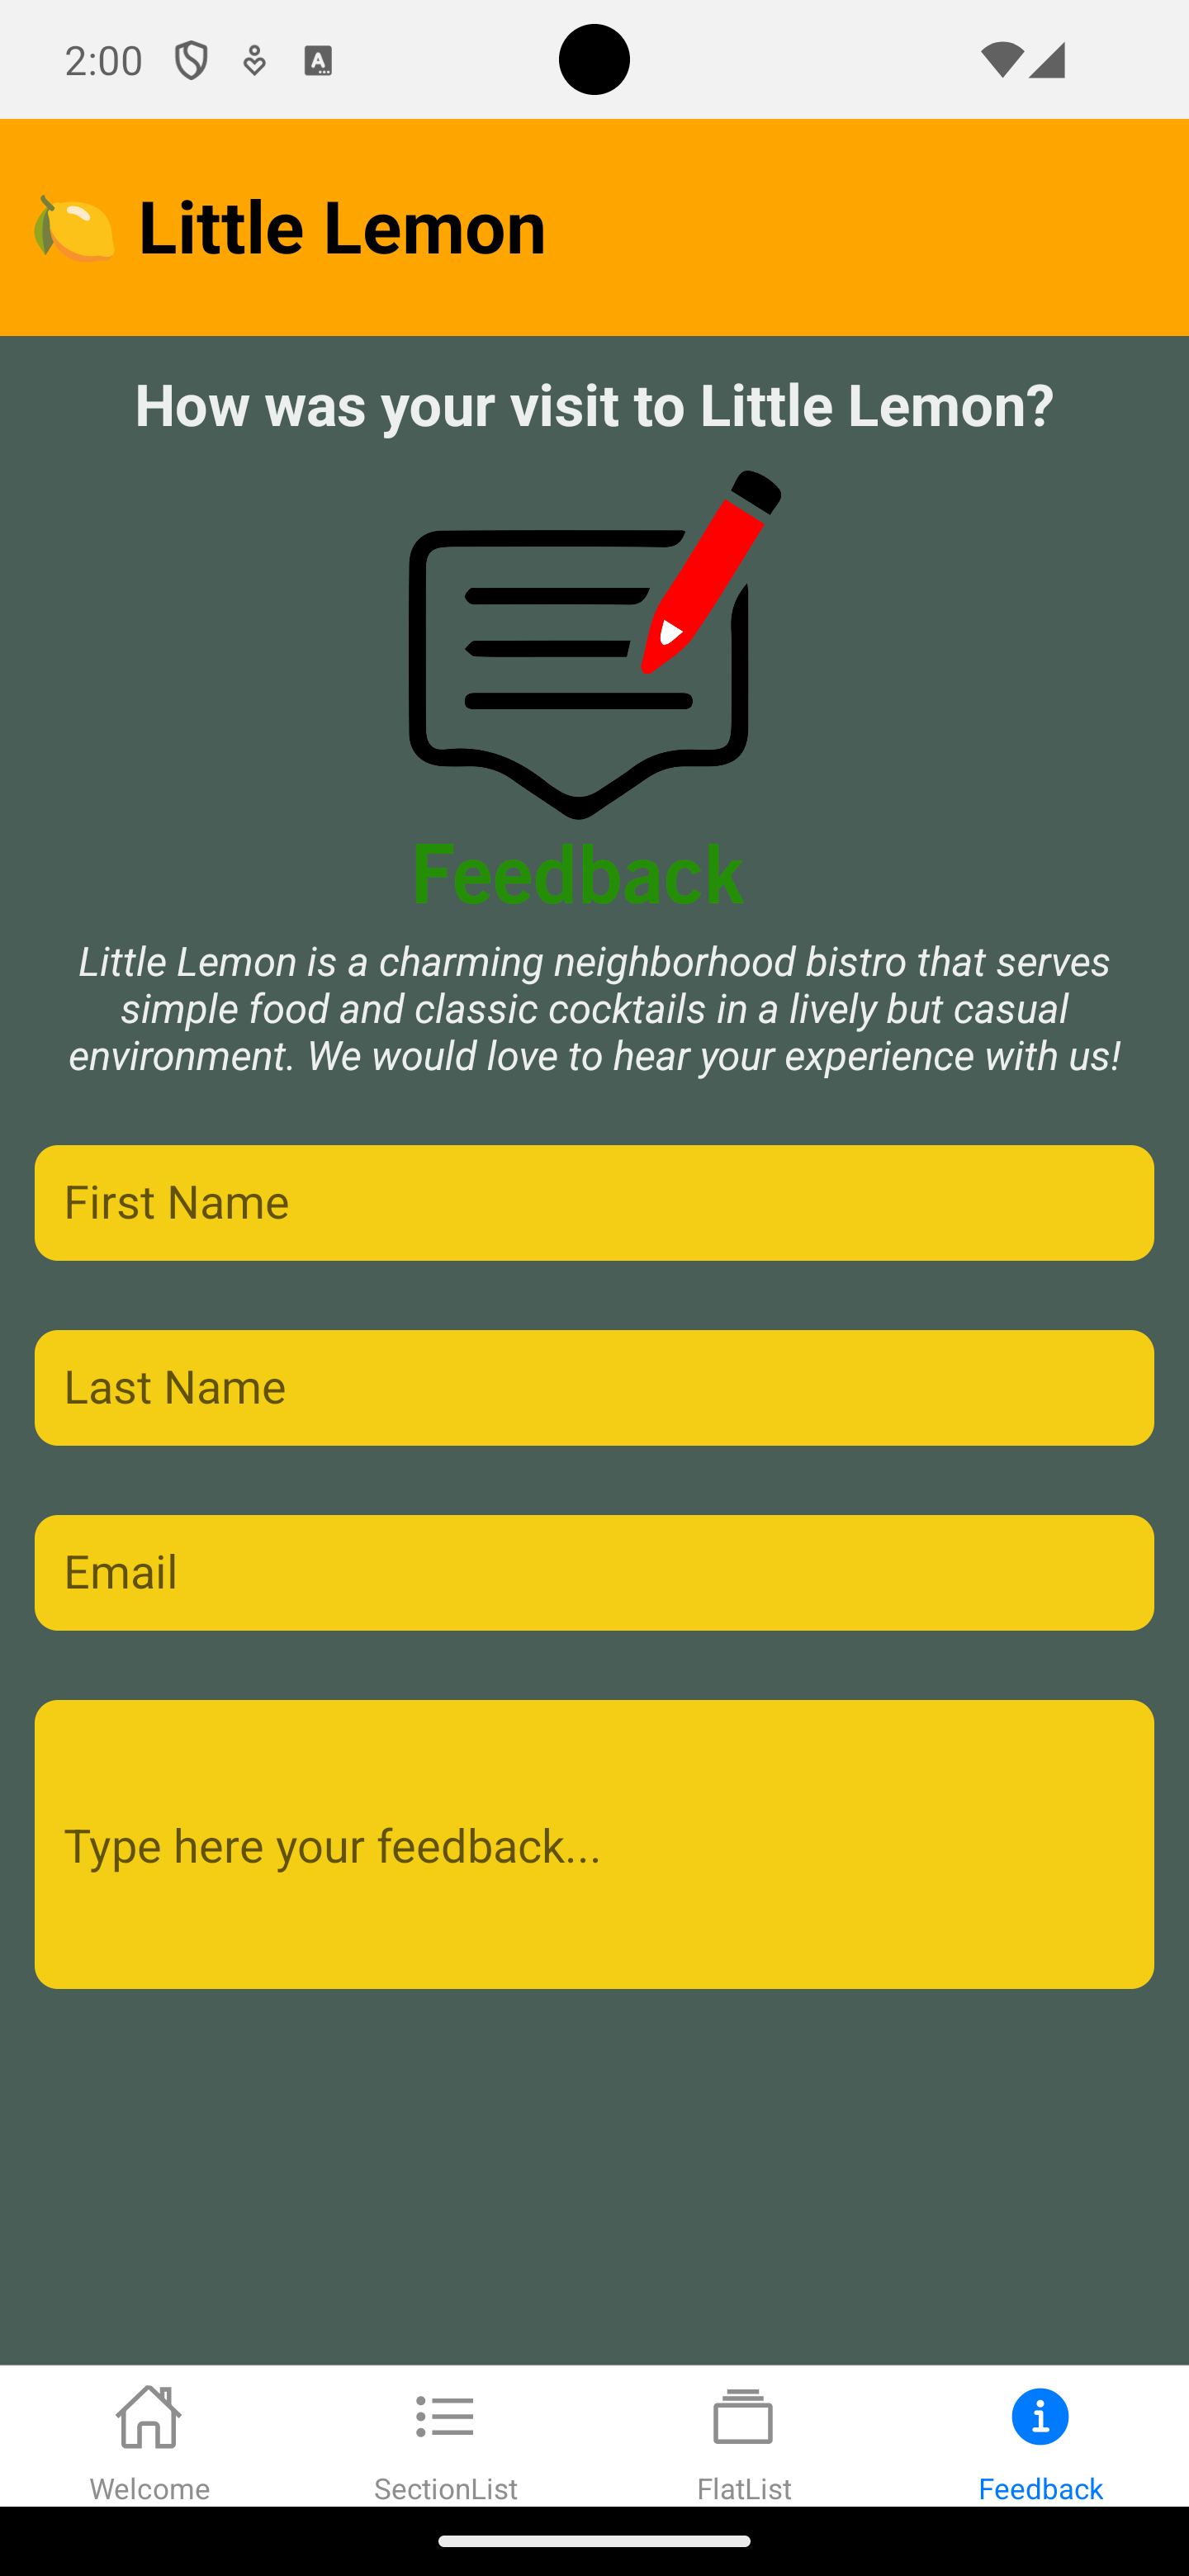 2:00
Little Lemon
How was your visit to Little Lemon?
Feedback
Little Lemon is a charming neighborhood bistro that serves
simple food and classic cocktails in a lively but casual
environment. We would love to hear your experience with us!
First Name
Last Name
Email
Type here your feedback...
Welcome SectionList FlatList Feedback